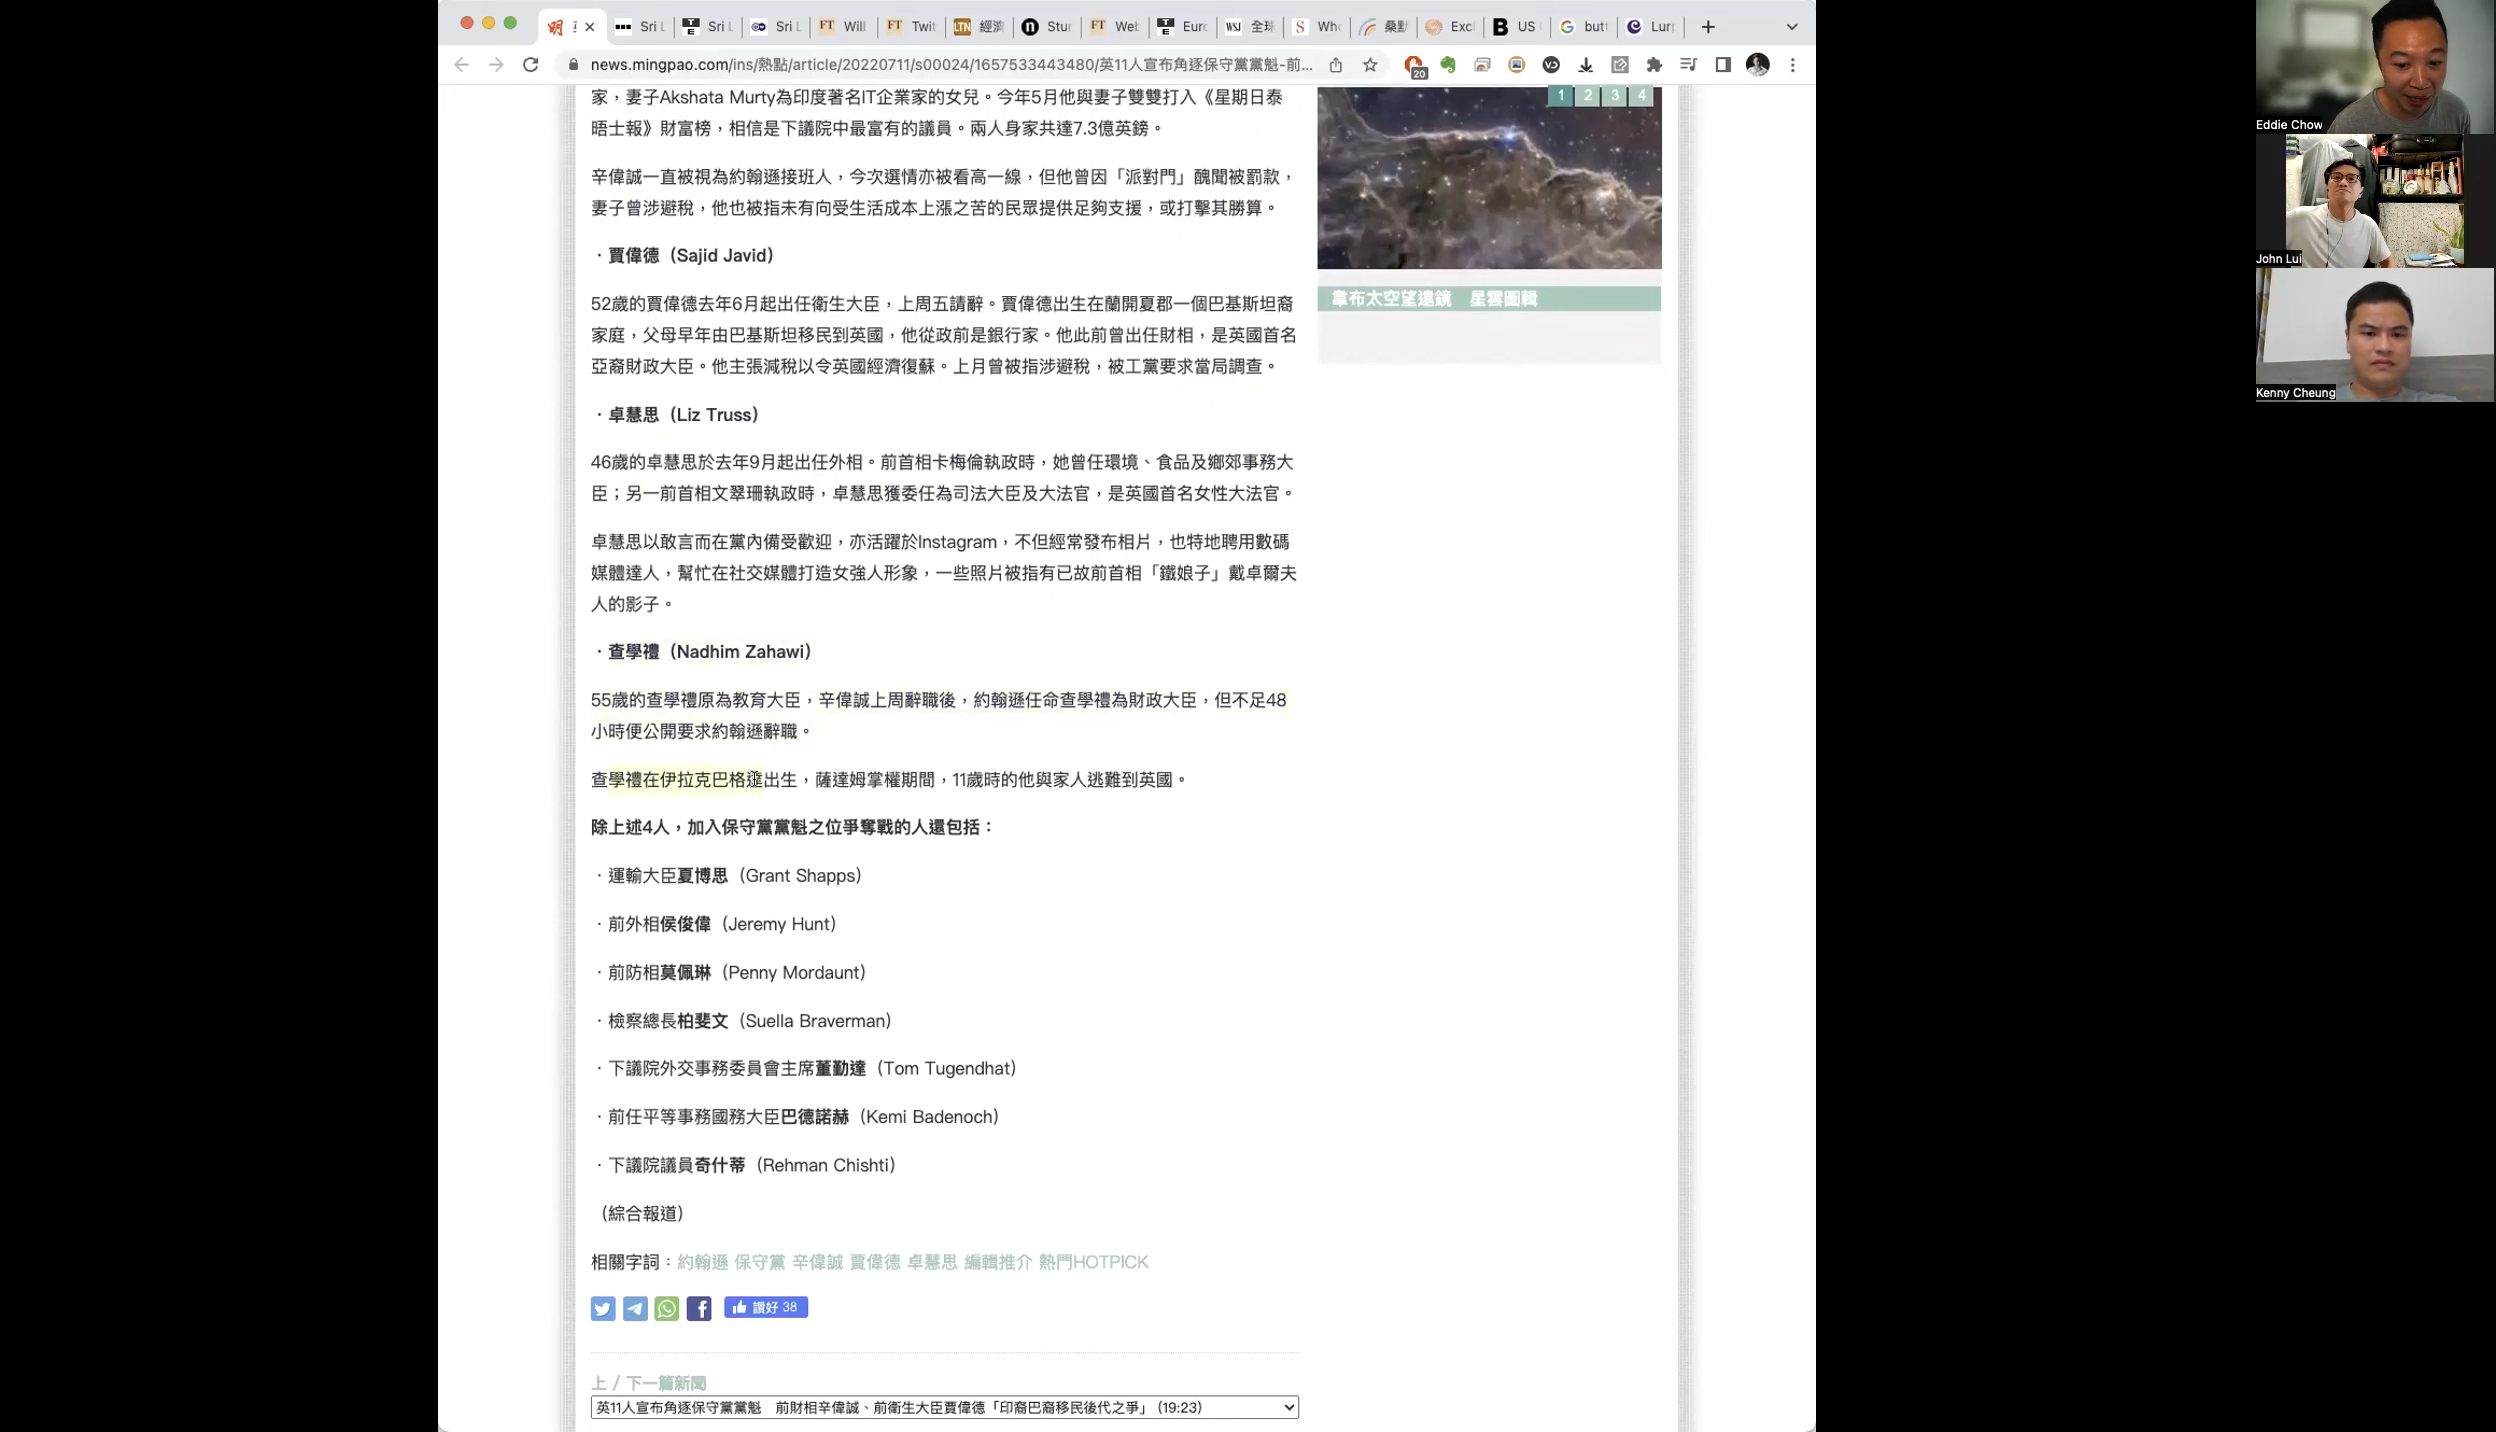 Sri L
Sri L
Sri L
FT Will
FT Twit
LTN 經濟
n Stur
FT Web
Euro
WSJ 全球
S Who
桑默
Exc
B US
butt
Lurp
news.mingpao.com/ins/熱點/article/20220711/s00024/1657533443480/英11人宣布角逐保守黨黨魁-前...
20
家，妻子Akshata Murty為印度著名IT企業家的女兒。今年5月他與妻子雙雙打入《星期日泰
晤士報》財富榜，相信是下議院中最富有的議員。兩人身家共達7.3億英鎊。
辛偉誠一直被視為約翰遜接班人，今次選情亦被看高一線，但他曾因「派對門」醜聞被罰款，
妻子曾涉避稅，他也被指未有向受生活成本上漲之苦的民眾提供足夠支援，或打擊其勝算。
．賈偉德（Sajid Javid）
52歲的賈偉德去年6月起出任衛生大臣，上周五請辭。賈偉德出生在蘭開夏郡一個巴基斯坦裔
家庭，父母早年由巴基斯坦移民到英國，他從政前是銀行家。他此前曾出任財相，是英國首名
亞裔財政大臣。他主張減稅以令英國經濟復蘇。上月曾被指涉避稅，被工黨要求當局調查。
．卓慧思（Liz Truss）
46歲的卓慧思於去年9月起出任外相。前首相卡梅倫執政時，她曾任環境、食品及鄉郊事務大
臣；另一前首相文翠珊執政時，卓慧思獲委任為司法大臣及大法官，是英國首名女性大法官。
卓慧思以敢言而在黨內備受歡迎，亦活躍於Instagram，不但經常發布相片，也特地聘用數碼
媒體達人，幫忙在社交媒體打造女強人形象，一些照片被指有已故前首相「鐵娘子」戴卓爾夫
人的影子。
．查學禮（Nadhim Zahawi）
55歲的查學禮原為教育大臣，辛偉誠上周辭職後，約翰遜任命查學禮為財政大臣，但不足48
小時便公開要求約翰遜辭職。
查學禮在伊拉克巴格達出生，薩達姆掌權期間，11歲時的他與家人逃難到英國。
除上述4人，加入保守黨黨魁之位爭奪戰的人還包括：
．運輸大臣夏博思（Grant Shapps）
．前外相侯俊偉（Jeremy Hunt）
．前防相莫佩琳（Penny Mordaunt）
．檢察總長柏斐文（Suella Braverman）
．下議院外交事務委員會主席董勤達（Tom Tugendhat）
．前任平等事務國務大臣巴德諾赫（Kemi Badenoch）
．下議院議員奇什蒂（Rehman Chishti）
（綜合報道）
相關字詞：約翰遜 保守黨 辛偉誠 賈偉德 卓慧思 編輯推介 熱門HOTPICK
讚好 38
上 / 下一篇新聞
英11人宣布角逐保守黨黨魁　前財相辛偉誠、前衛生大臣賈偉德「印裔巴裔移民後代之爭」 (19:23)
1 2 3 4
韋布太空望遠鏡　星雲圖輯
Eddie Chow
John Lui
Kenny Cheung